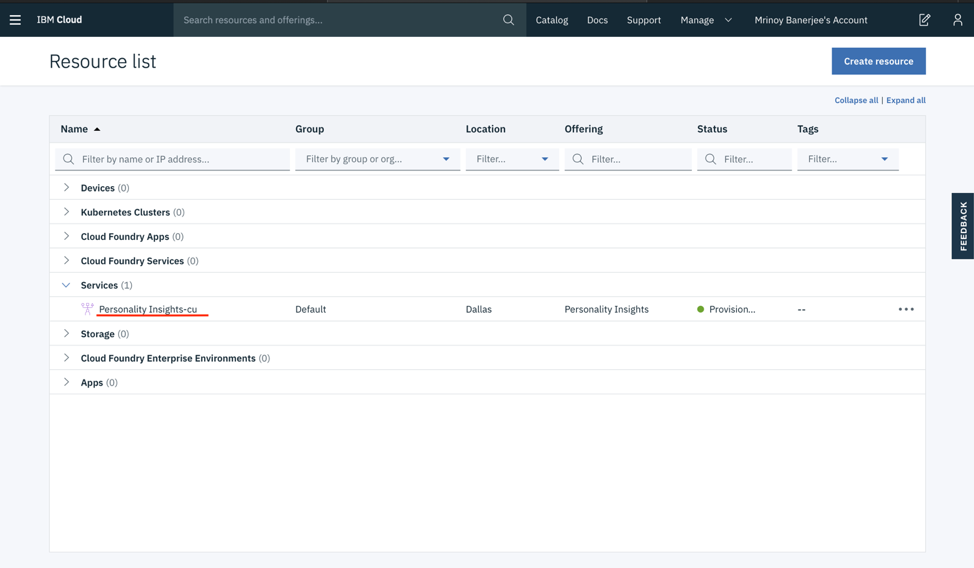 IBM Cloud Search resources and offerings... Catalog Docs Support Manage Mrinoy Banerjee's Account
Resource list Create resource
Collapse all | Expand all
Name Group Location Offering Status Tags
Filter by name or IP address... Filter by group or org... Filter... Filter... Filter... Filter...
Devices (0)
Kubernetes Clusters (0)
Cloud Foundry Apps (0)
FEEDBACK
Cloud Foundry Services (0)
Services (1)
Personality Insights-cu Default Dallas Personality Insights Provision... --
Storage (0)
Cloud Foundry Enterprise Environments (0)
Apps (0)